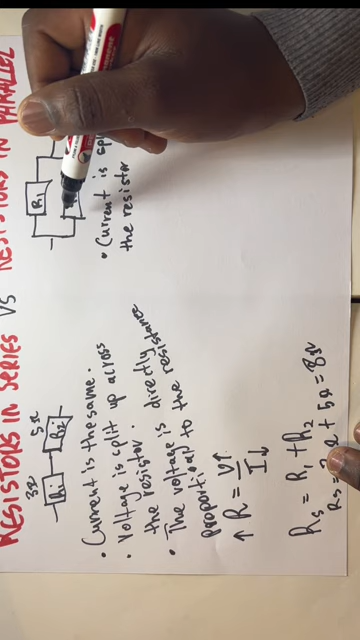 RESISTORS IN SERIES VS RESISTORS IN PARALLEL
3Ω 5Ω
R1 R2
• Current is the same.
• Voltage is split up across
the resistor.
• The voltage is directly
proportional to the resistance
↑ R = V↑
I↓
Rs = R1 + R2
Rs = Ω + 5Ω = 8Ω
R1
• Current is
the resistor